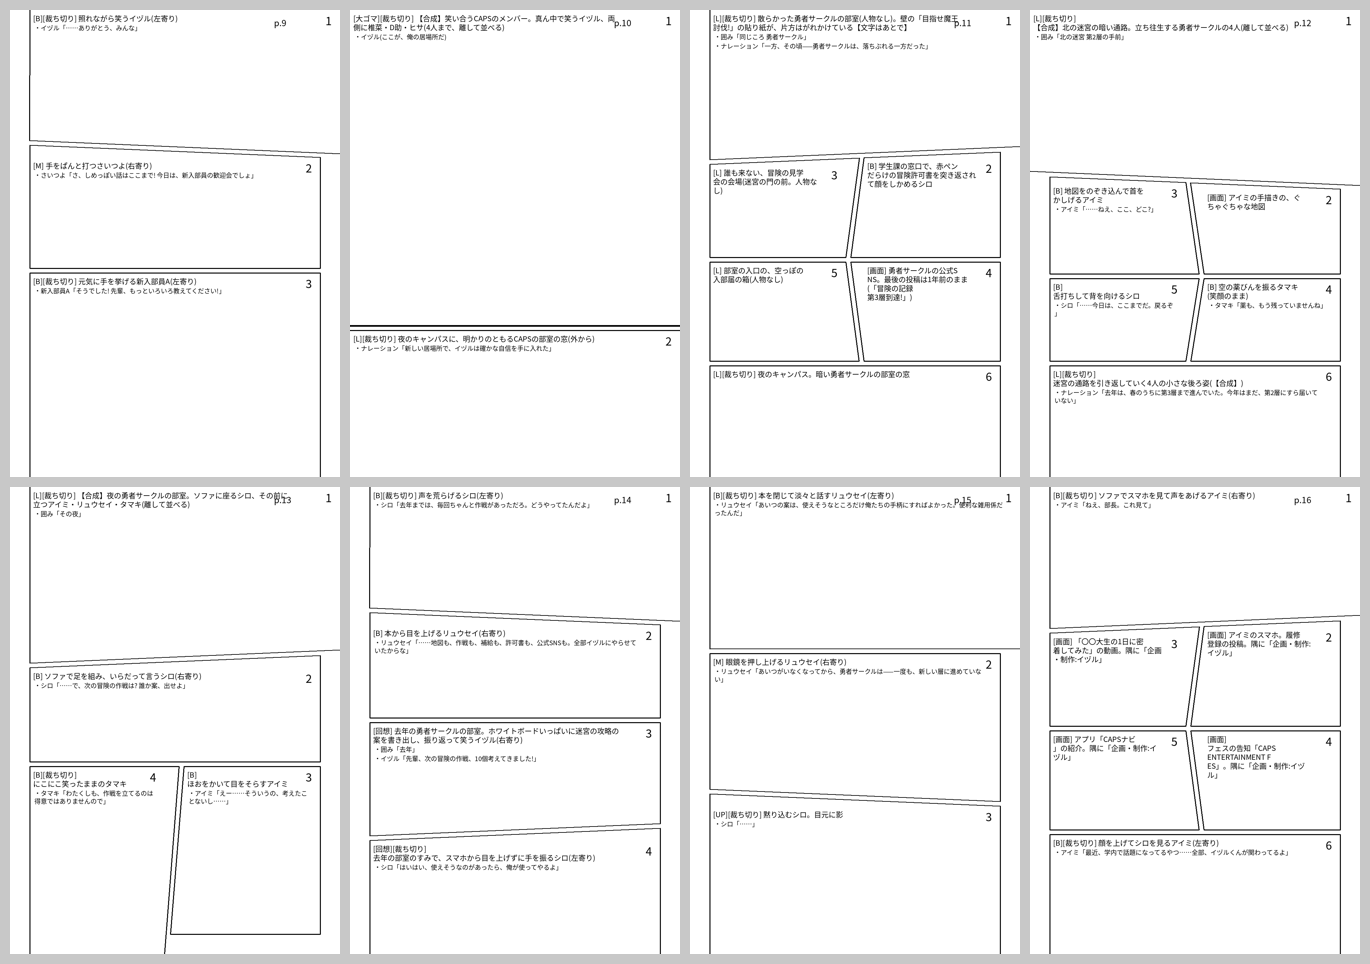 p.9
1
[B][裁ち切り] 照れながら笑うイヅル(左寄り)
・イヅル「……ありがとう、みんな」
2
[M] 手をぱんと打つさいつよ(右寄り)
・さいつよ「さ、しめっぽい話はここまで! 今日は、新入部員の歓迎会でしょ」
3
[B][裁ち切り] 元気に手を挙げる新入部員A(左寄り)
・新入部員A「そうでした! 先輩、もっといろいろ教えてください!」
p.10
1
[大ゴマ][裁ち切り] 【合成】笑い合うCAPSのメンバー。真ん中で笑うイヅル、両
側に椎菜・D助・ヒサ(4人まで、離して並べる)
・イヅル(ここが、俺の居場所だ)
2
[L][裁ち切り] 夜のキャンパスに、明かりのともるCAPSの部室の窓(外から)
・ナレーション「新しい居場所で、イヅルは確かな自信を手に入れた」
p.11
1
[L][裁ち切り] 散らかった勇者サークルの部室(人物なし)。壁の「目指せ魔王
討伐!」の貼り紙が、片方はがれかけている【文字はあとで】
・囲み「同じころ 勇者サークル」
・ナレーション「一方、その頃——勇者サークルは、落ちぶれる一方だった」
2
[B] 学生課の窓口で、赤ペン
だらけの冒険許可書を突き返され
て顔をしかめるシロ
3
[L] 誰も来ない、冒険の見学
会の会場(迷宮の門の前。人物な
し)
4
[画面] 勇者サークルの公式S
NS。最後の投稿は1年前のまま
(「冒険の記録
第3層到達!」)
5
[L] 部室の入口の、空っぽの
入部届の箱(人物なし)
6
[L][裁ち切り] 夜のキャンパス。暗い勇者サークルの部室の窓
p.12
1
[L][裁ち切り]
【合成】北の迷宮の暗い通路。立ち往生する勇者サークルの4人(離して並べる)
・囲み「北の迷宮 第2層の手前」
2
[画面] アイミの手描きの、ぐ
ちゃぐちゃな地図
3
[B] 地図をのぞき込んで首を
かしげるアイミ
・アイミ「……ねえ、ここ、どこ?」
4
[B] 空の薬びんを振るタマキ
(笑顔のまま)
・タマキ「薬も、もう残っていませんね」
5
[B]
舌打ちして背を向けるシロ
・シロ「……今日は、ここまでだ。戻るぞ
」
6
[L][裁ち切り]
迷宮の通路を引き返していく4人の小さな後ろ姿(【合成】)
・ナレーション「去年は、春のうちに第3層まで進んでいた。今年はまだ、第2層にすら届いて
いない」
p.13
1
[L][裁ち切り] 【合成】夜の勇者サークルの部室。ソファに座るシロ、その前に
立つアイミ・リュウセイ・タマキ(離して並べる)
・囲み「その夜」
2
[B] ソファで足を組み、いらだって言うシロ(右寄り)
・シロ「……で、次の冒険の作戦は? 誰か案、出せよ」
3
[B]
ほおをかいて目をそらすアイミ
・アイミ「えー……そういうの、考えたこ
とないし……」
4
[B][裁ち切り]
にこにこ笑ったままのタマキ
・タマキ「わたくしも、作戦を立てるのは
得意ではありませんので」
p.14
1
[B][裁ち切り] 声を荒らげるシロ(左寄り)
・シロ「去年までは、毎回ちゃんと作戦があっただろ。どうやってたんだよ」
2
[B] 本から目を上げるリュウセイ(右寄り)
・リュウセイ「……地図も、作戦も、補給も、許可書も、公式SNSも。全部イヅルにやらせて
いたからな」
3
[回想] 去年の勇者サークルの部室。ホワイトボードいっぱいに迷宮の攻略の
案を書き出し、振り返って笑うイヅル(右寄り)
・囲み「去年」
・イヅル「先輩、次の冒険の作戦、10個考えてきました!」
4
[回想][裁ち切り]
去年の部室のすみで、スマホから目を上げずに手を振るシロ(左寄り)
・シロ「はいはい、使えそうなのがあったら、俺が使ってやるよ」
p.15
1
[B][裁ち切り] 本を閉じて淡々と話すリュウセイ(左寄り)
・リュウセイ「あいつの案は、使えそうなところだけ俺たちの手柄にすればよかった。便利な雑用係だ
ったんだ」
2
[M] 眼鏡を押し上げるリュウセイ(右寄り)
・リュウセイ「あいつがいなくなってから、勇者サークルは——一度も、新しい層に進めていな
い」
3
[UP][裁ち切り] 黙り込むシロ。目元に影
・シロ「……」
p.16
1
[B][裁ち切り] ソファでスマホを見て声をあげるアイミ(右寄り)
・アイミ「ねえ、部長。これ見て」
2
[画面] アイミのスマホ。履修
登録の投稿。隅に「企画・制作:
イヅル」
3
[画面] 「〇〇大生の1日に密
着してみた」の動画。隅に「企画
・制作:イヅル」
4
[画面]
フェスの告知「CAPS
ENTERTAINMENT F
ES」。隅に「企画・制作:イヅ
ル」
5
[画面] アプリ「CAPSナビ
」の紹介。隅に「企画・制作:イ
ヅル」
6
[B][裁ち切り] 顔を上げてシロを見るアイミ(左寄り)
・アイミ「最近、学内で話題になってるやつ……全部、イヅルくんが関わってるよ」